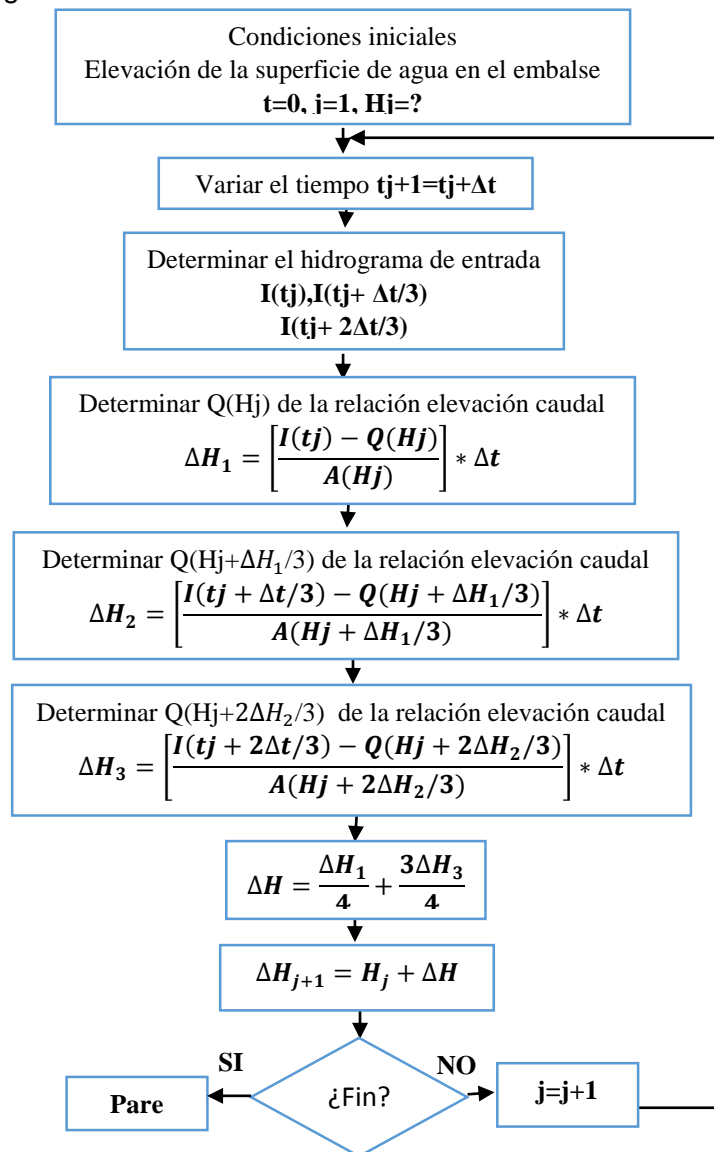 Condiciones iniciales
Elevación de la superficie de agua en el embalse
t=0, j=1, Hj=?
Variar el tiempo tj+1=tj+Δt
Determinar el hidrograma de entrada
I(tj),I(tj+ Δt/3)
I(tj+ 2Δt/3)
Determinar Q(Hj) de la relación elevación caudal
ΔH₁ = [(I(tj) − Q(Hj))/A(Hj)] ∗ Δt
Determinar Q(Hj+ΔH₁/3) de la relación elevación caudal
ΔH₂ = [(I(tj + Δt/3) − Q(Hj + ΔH₁/3))/A(Hj + ΔH₁/3)] ∗ Δt
Determinar Q(Hj+2ΔH₂/3) de la relación elevación caudal
ΔH₃ = [(I(tj + 2Δt/3) − Q(Hj + 2ΔH₂/3))/A(Hj + 2ΔH₂/3)] ∗ Δt
ΔH = ΔH₁/4 + 3ΔH₃/4
ΔHⱼ₊₁ = Hⱼ + ΔH
SI
NO
Pare
¿Fin?
j=j+1